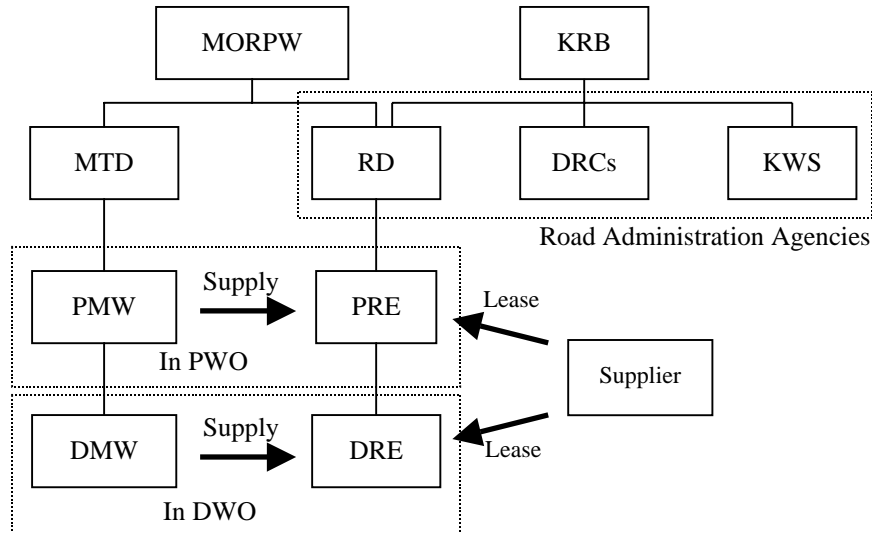 MORPW
KRB
MTD
RD
DRCs
KWS
Road Administration Agencies
PMW
Supply
PRE
Lease
In PWO
Supplier
DMW
Supply
DRE
Lease
In DWO